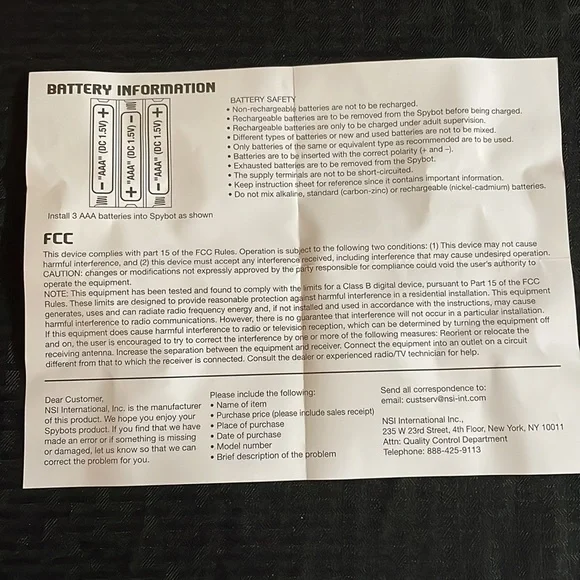 BATTERY INFORMATION
− "AAA" (DC 1.5V) +
+ "AAA" (DC 1.5V) −
− "AAA" (DC 1.5V) +
Install 3 AAA batteries into Spybot as shown
BATTERY SAFETY
• Non-rechargeable batteries are not to be recharged.
• Rechargeable batteries are to be removed from the Spybot before being charged.
• Rechargeable batteries are only to be charged under adult supervision.
• Different types of batteries or new and used batteries are not to be mixed.
• Only batteries of the same or equivalent type as recommended are to be used.
• Batteries are to be inserted with the correct polarity (+ and –).
• Exhausted batteries are to be removed from the Spybot.
• The supply terminals are not to be short-circuited.
• Keep instruction sheet for reference since it contains important information.
• Do not mix alkaline, standard (carbon-zinc) or rechargeable (nickel-cadmium) batteries.
FCC
This device complies with part 15 of the FCC Rules. Operation is subject to the following two conditions: (1) This device may not cause
harmful interference, and (2) this device must accept any interference received, including interference that may cause undesired operation.
CAUTION: changes or modifications not expressly approved by the party responsible for compliance could void the user's authority to
operate the equipment.
NOTE: This equipment has been tested and found to comply with the limits for a Class B digital device, pursuant to Part 15 of the FCC
Rules. These limits are designed to provide reasonable protection against harmful interference in a residential installation. This equipment
generates, uses and can radiate radio frequency energy and, if not installed and used in accordance with the instructions, may cause
harmful interference to radio communications. However, there is no guarantee that interference will not occur in a particular installation.
If this equipment does cause harmful interference to radio or television reception, which can be determined by turning the equipment off
and on, the user is encouraged to try to correct the interference by one or more of the following measures: Reorient or relocate the
receiving antenna. Increase the separation between the equipment and receiver. Connect the equipment into an outlet on a circuit
different from that to which the receiver is connected. Consult the dealer or experienced radio/TV technician for help.
Dear Customer,
NSI International, Inc. is the manufacturer
of this product. We hope you enjoy your
Spybots product. If you find that we have
made an error or if something is missing
or damaged, let us know so that we can
correct the problem for you.
Please include the following:
• Name of item
• Purchase price (please include sales receipt)
• Place of purchase
• Date of purchase
• Model number
• Brief description of the problem
Send all correspondence to:
email: custserv@nsi-int.com
NSI International Inc.,
235 W 23rd Street, 4th Floor, New York, NY 10011
Attn: Quality Control Department
Telephone: 888-425-9113